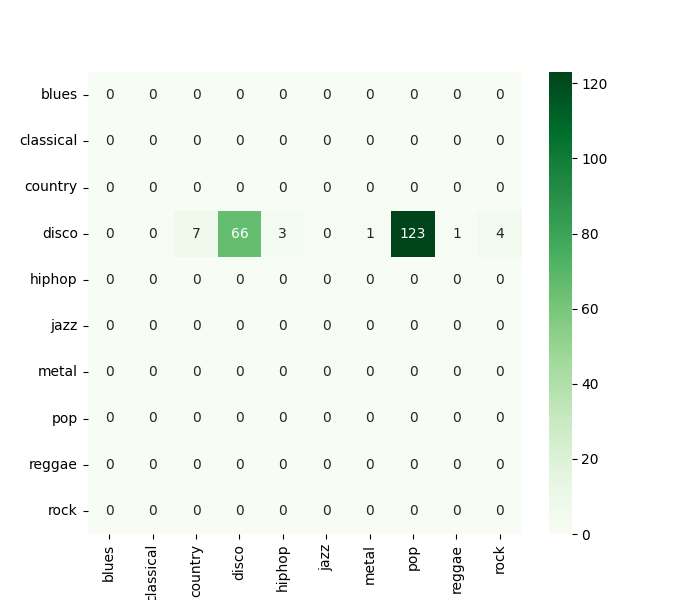 blues 0 0 0 0 0 0 0 0 0 0
classical 0 0 0 0 0 0 0 0 0 0
country 0 0 0 0 0 0 0 0 0 0
disco 0 0 7 66 3 0 1 123 1 4
hiphop 0 0 0 0 0 0 0 0 0 0
jazz 0 0 0 0 0 0 0 0 0 0
metal 0 0 0 0 0 0 0 0 0 0
pop 0 0 0 0 0 0 0 0 0 0
reggae 0 0 0 0 0 0 0 0 0 0
rock 0 0 0 0 0 0 0 0 0 0
blues
classical
country
disco
hiphop
jazz
metal
pop
reggae
rock
120
100
80
60
40
20
0